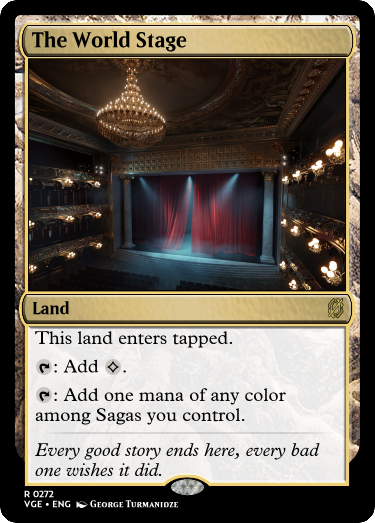 The World Stage
Land
This land enters tapped.
: Add .
: Add one mana of any color
among Sagas you control.
Every good story ends here, every bad
one wishes it did.
R 0272
VGE • ENG George Turmanidze